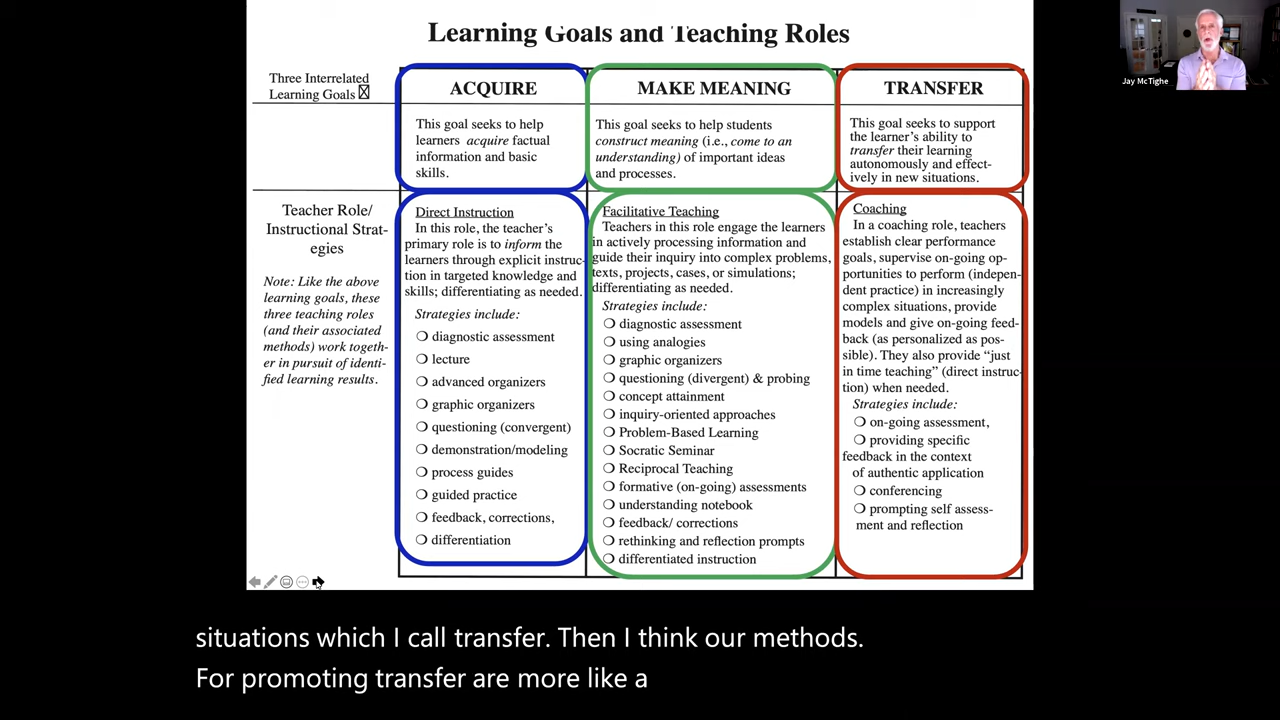 Learning Goals and Teaching Roles
Jay McTighe
Three Interrelated
Learning Goals
ACQUIRE
MAKE MEANING
TRANSFER
This goal seeks to help
learners acquire factual
information and basic
skills.
This goal seeks to help students
construct meaning (i.e., come to an
understanding) of important ideas
and processes.
This goal seeks to support
the learner's ability to
transfer their learning
autonomously and effect-
ively in new situations.
Teacher Role/
Instructional Strat-
egies
Note: Like the above
learning goals, these
three teaching roles
(and their associated
methods) work togeth-
er in pursuit of identi-
fied learning results.
Direct Instruction
In this role, the teacher's
primary role is to inform the
learners through explicit instruc-
tion in targeted knowledge and
skills; differentiating as needed.
Strategies include:
❍ diagnostic assessment
❍ lecture
❍ advanced organizers
❍ graphic organizers
❍ questioning (convergent)
❍ demonstration/modeling
❍ process guides
❍ guided practice
❍ feedback, corrections,
❍ differentiation
Facilitative Teaching
Teachers in this role engage the learners
in actively processing information and
guide their inquiry into complex problems,
texts, projects, cases, or simulations;
differentiating as needed.
Strategies include:
❍ diagnostic assessment
❍ using analogies
❍ graphic organizers
❍ questioning (divergent) & probing
❍ concept attainment
❍ inquiry-oriented approaches
❍ Problem-Based Learning
❍ Socratic Seminar
❍ Reciprocal Teaching
❍ formative (on-going) assessments
❍ understanding notebook
❍ feedback/ corrections
❍ rethinking and reflection prompts
❍ differentiated instruction
Coaching
In a coaching role, teachers
establish clear performance
goals, supervise on-going op-
portunities to perform (indepen-
dent practice) in increasingly
complex situations, provide
models and give on-going feed-
back (as personalized as pos-
sible). They also provide "just
in time teaching" (direct instruc-
tion) when needed.
Strategies include:
❍ on-going assessment,
❍ providing specific
feedback in the context
of authentic application
❍ conferencing
❍ prompting self assess-
ment and reflection
situations which I call transfer. Then I think our methods.
For promoting transfer are more like a